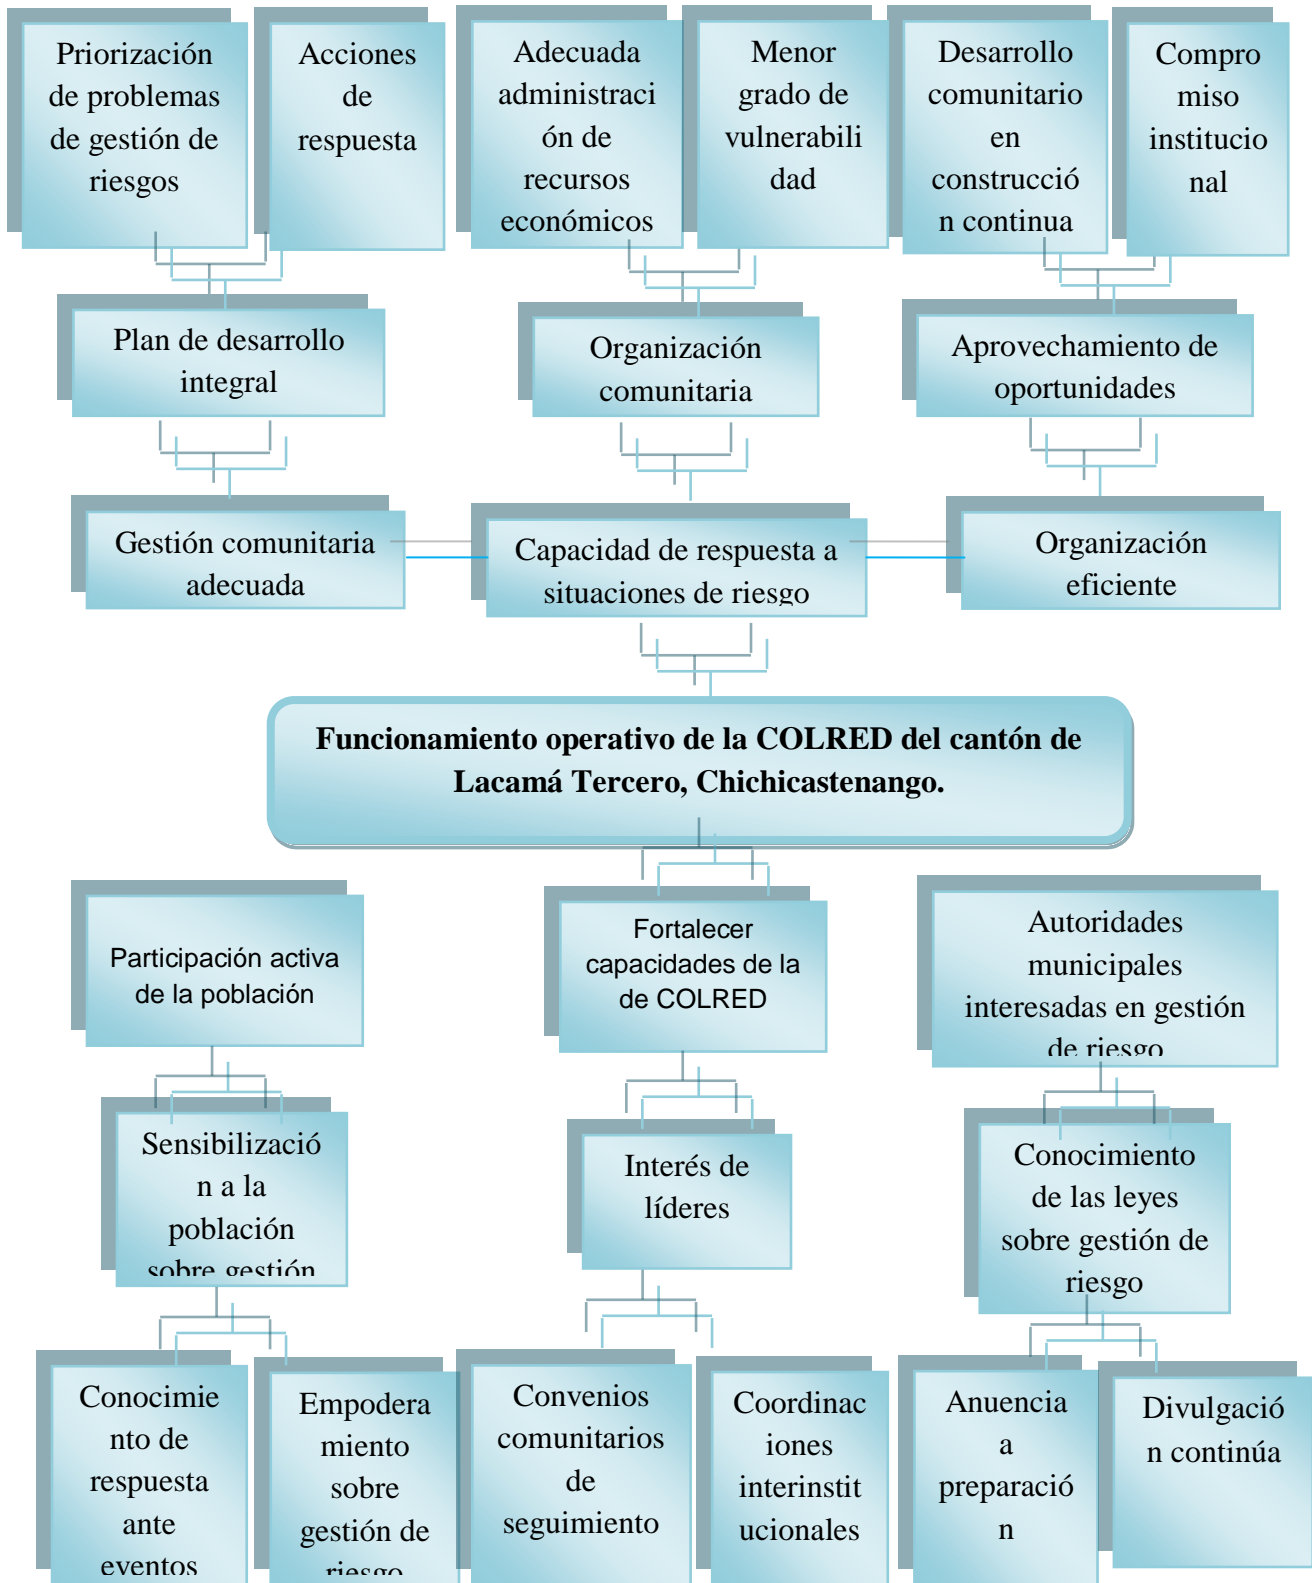 Priorización
de problemas
de gestión de
riesgos
Acciones
de
respuesta
Adecuada
administraci
ón de
recursos
económicos
Menor
grado de
vulnerabili
dad
Desarrollo
comunitario
en
construcció
n continua
Compro
miso
institucio
nal
Plan de desarrollo
integral
Organización
comunitaria
Aprovechamiento de
oportunidades
Gestión comunitaria
adecuada
Capacidad de respuesta a
situaciones de riesgo
Organización
eficiente
Funcionamiento operativo de la COLRED del cantón de
Lacamá Tercero, Chichicastenango.
Participación activa
de la población
Fortalecer
capacidades de la
de COLRED
Autoridades
municipales
interesadas en gestión
de riesgo
Sensibilizació
n a la
población
sobre gestión
Interés de
líderes
Conocimiento
de las leyes
sobre gestión de
riesgo
Conocimie
nto de
respuesta
ante
eventos
Empodera
miento
sobre
gestión de
riesgo
Convenios
comunitarios
de
seguimiento
Coordinac
iones
interinstit
ucionales
Anuencia
a
preparació
n
Divulgació
n continúa